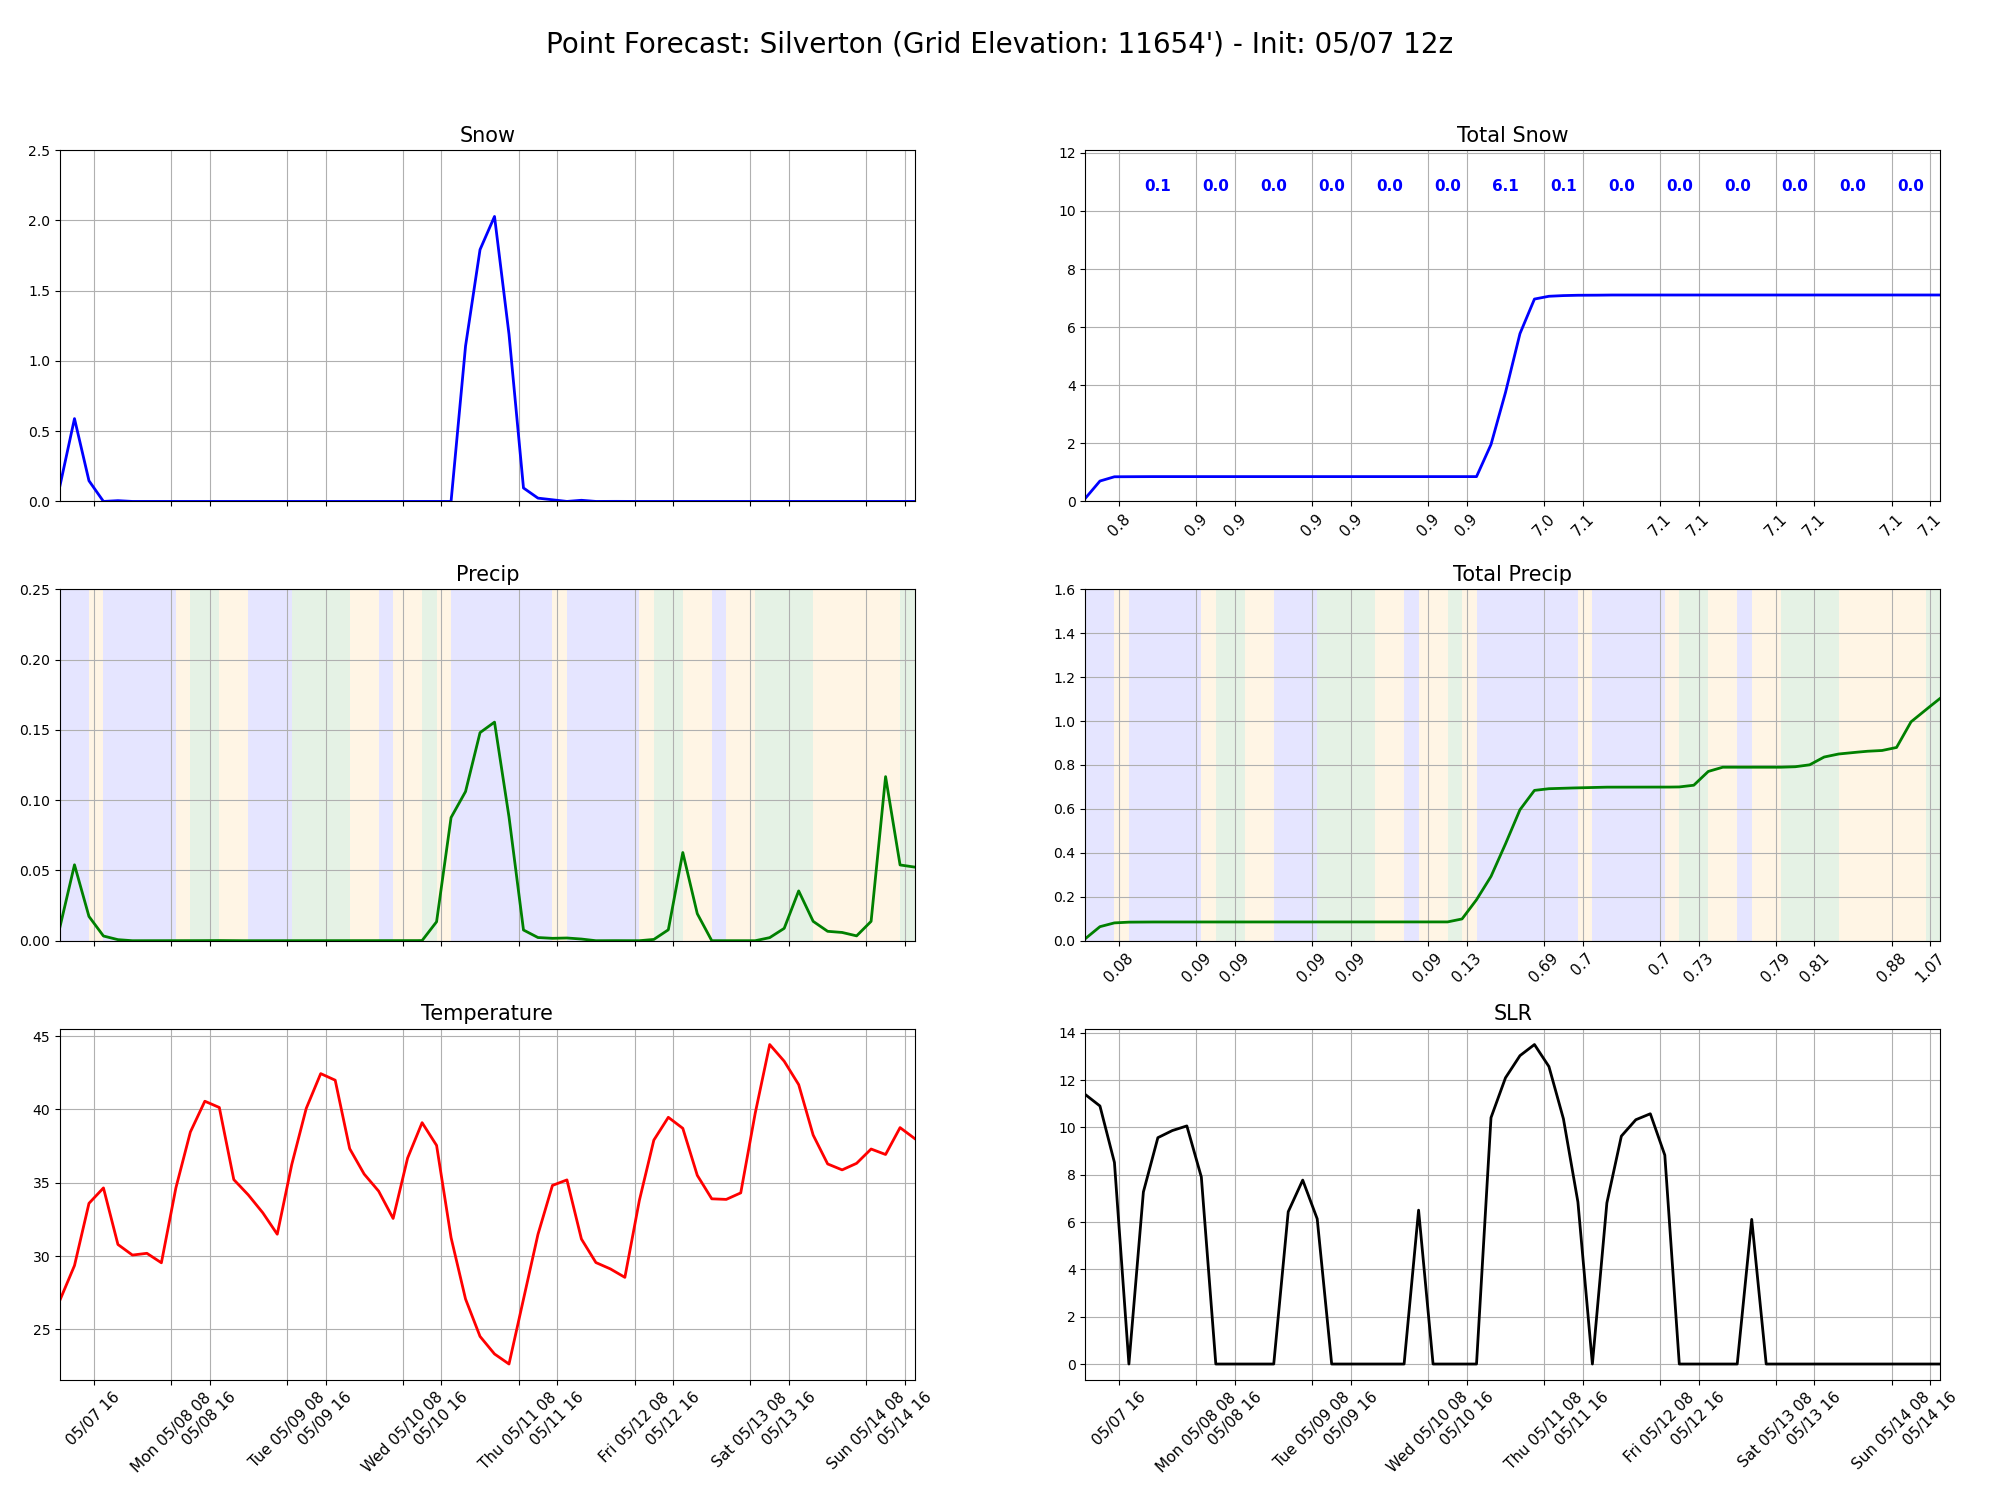 Point Forecast: Silverton (Grid Elevation: 11654') - Init: 05/07 12z
Snow
2.5
2.0
1.5
1.0
0.5
0.0
Total Snow
12
10
8
6
4
2
0
0.1 0.0 0.0 0.0 0.0 0.0 6.1 0.1 0.0 0.0 0.0 0.0 0.0 0.0
0.8 0.9 0.9 0.9 0.9 0.9 0.9 7.0 7.1 7.1 7.1 7.1 7.1 7.1 7.1
Precip
0.25
0.20
0.15
0.10
0.05
0.00
Total Precip
1.6
1.4
1.2
1.0
0.8
0.6
0.4
0.2
0.0
0.08 0.09 0.09 0.09 0.09 0.09 0.13 0.69 0.7 0.7 0.73 0.79 0.81 0.88 1.07
Temperature
45
40
35
30
25
05/07 16
Mon 05/08 08
05/08 16
Tue 05/09 08
05/09 16
Wed 05/10 08
05/10 16
Thu 05/11 08
05/11 16
Fri 05/12 08
05/12 16
Sat 05/13 08
05/13 16
Sun 05/14 08
05/14 16
SLR
14
12
10
8
6
4
2
0
05/07 16
Mon 05/08 08
05/08 16
Tue 05/09 08
05/09 16
Wed 05/10 08
05/10 16
Thu 05/11 08
05/11 16
Fri 05/12 08
05/12 16
Sat 05/13 08
05/13 16
Sun 05/14 08
05/14 16